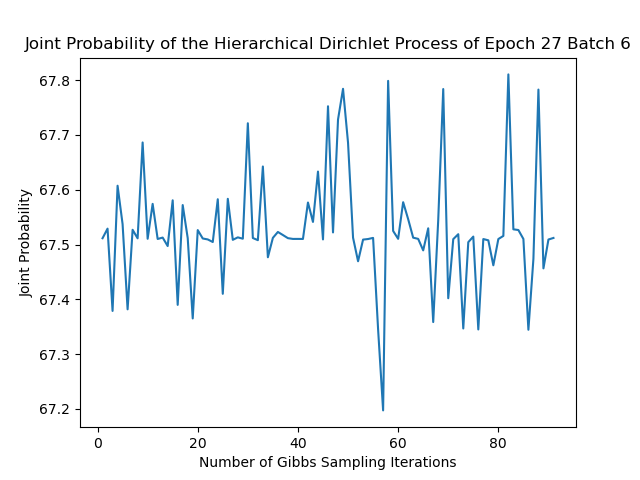 Joint Probability of the Hierarchical Dirichlet Process of Epoch 27 Batch 6
67.8
67.7
67.6
67.5
67.4
67.3
67.2
Joint Probability
0 20 40 60 80
Number of Gibbs Sampling Iterations